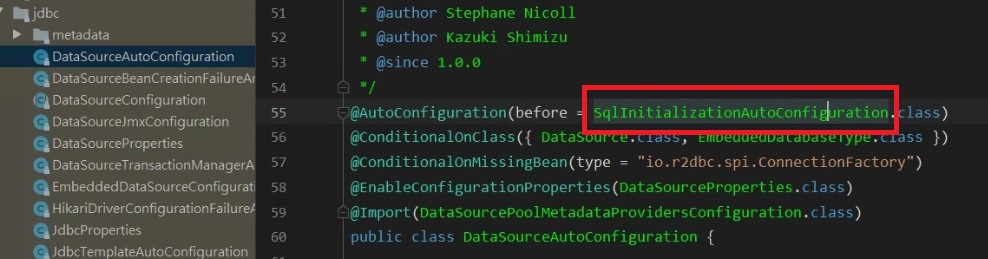 jdbc
metadata
DataSourceAutoConfiguration
DataSourceBeanCreationFailureAn
DataSourceConfiguration
DataSourceJmxConfiguration
DataSourceProperties
DataSourceTransactionManagerA
EmbeddedDataSourceConfigurati
HikariDriverConfigurationFailureA
JdbcProperties
JdbcTemplateAutoConfiguration
51 * @author Stephane Nicoll
52 * @author Kazuki Shimizu
53 * @since 1.0.0
54 */
55 @AutoConfiguration(before = SqlInitializationAutoConfiguration.class)
56 @ConditionalOnClass({ DataSource.class, EmbeddedDatabaseType.class })
57 @ConditionalOnMissingBean(type = "io.r2dbc.spi.ConnectionFactory")
58 @EnableConfigurationProperties(DataSourceProperties.class)
59 @Import(DataSourcePoolMetadataProvidersConfiguration.class)
60 public class DataSourceAutoConfiguration {